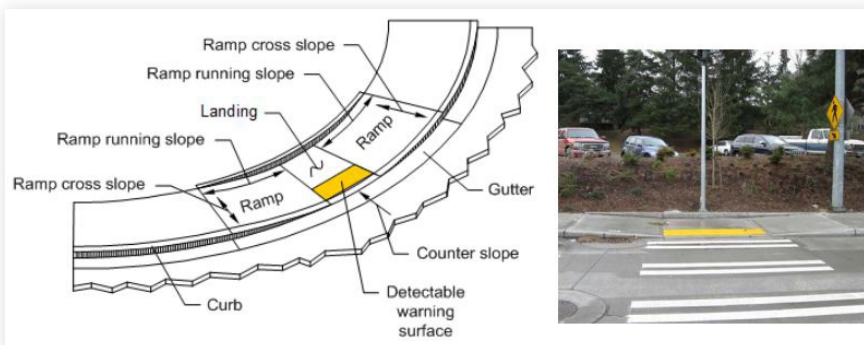 Ramp cross slope
Ramp running slope
Landing
Ramp
Ramp running slope
Ramp cross slope
Ramp
Gutter
Counter slope
Curb
Detectable
warning
surface